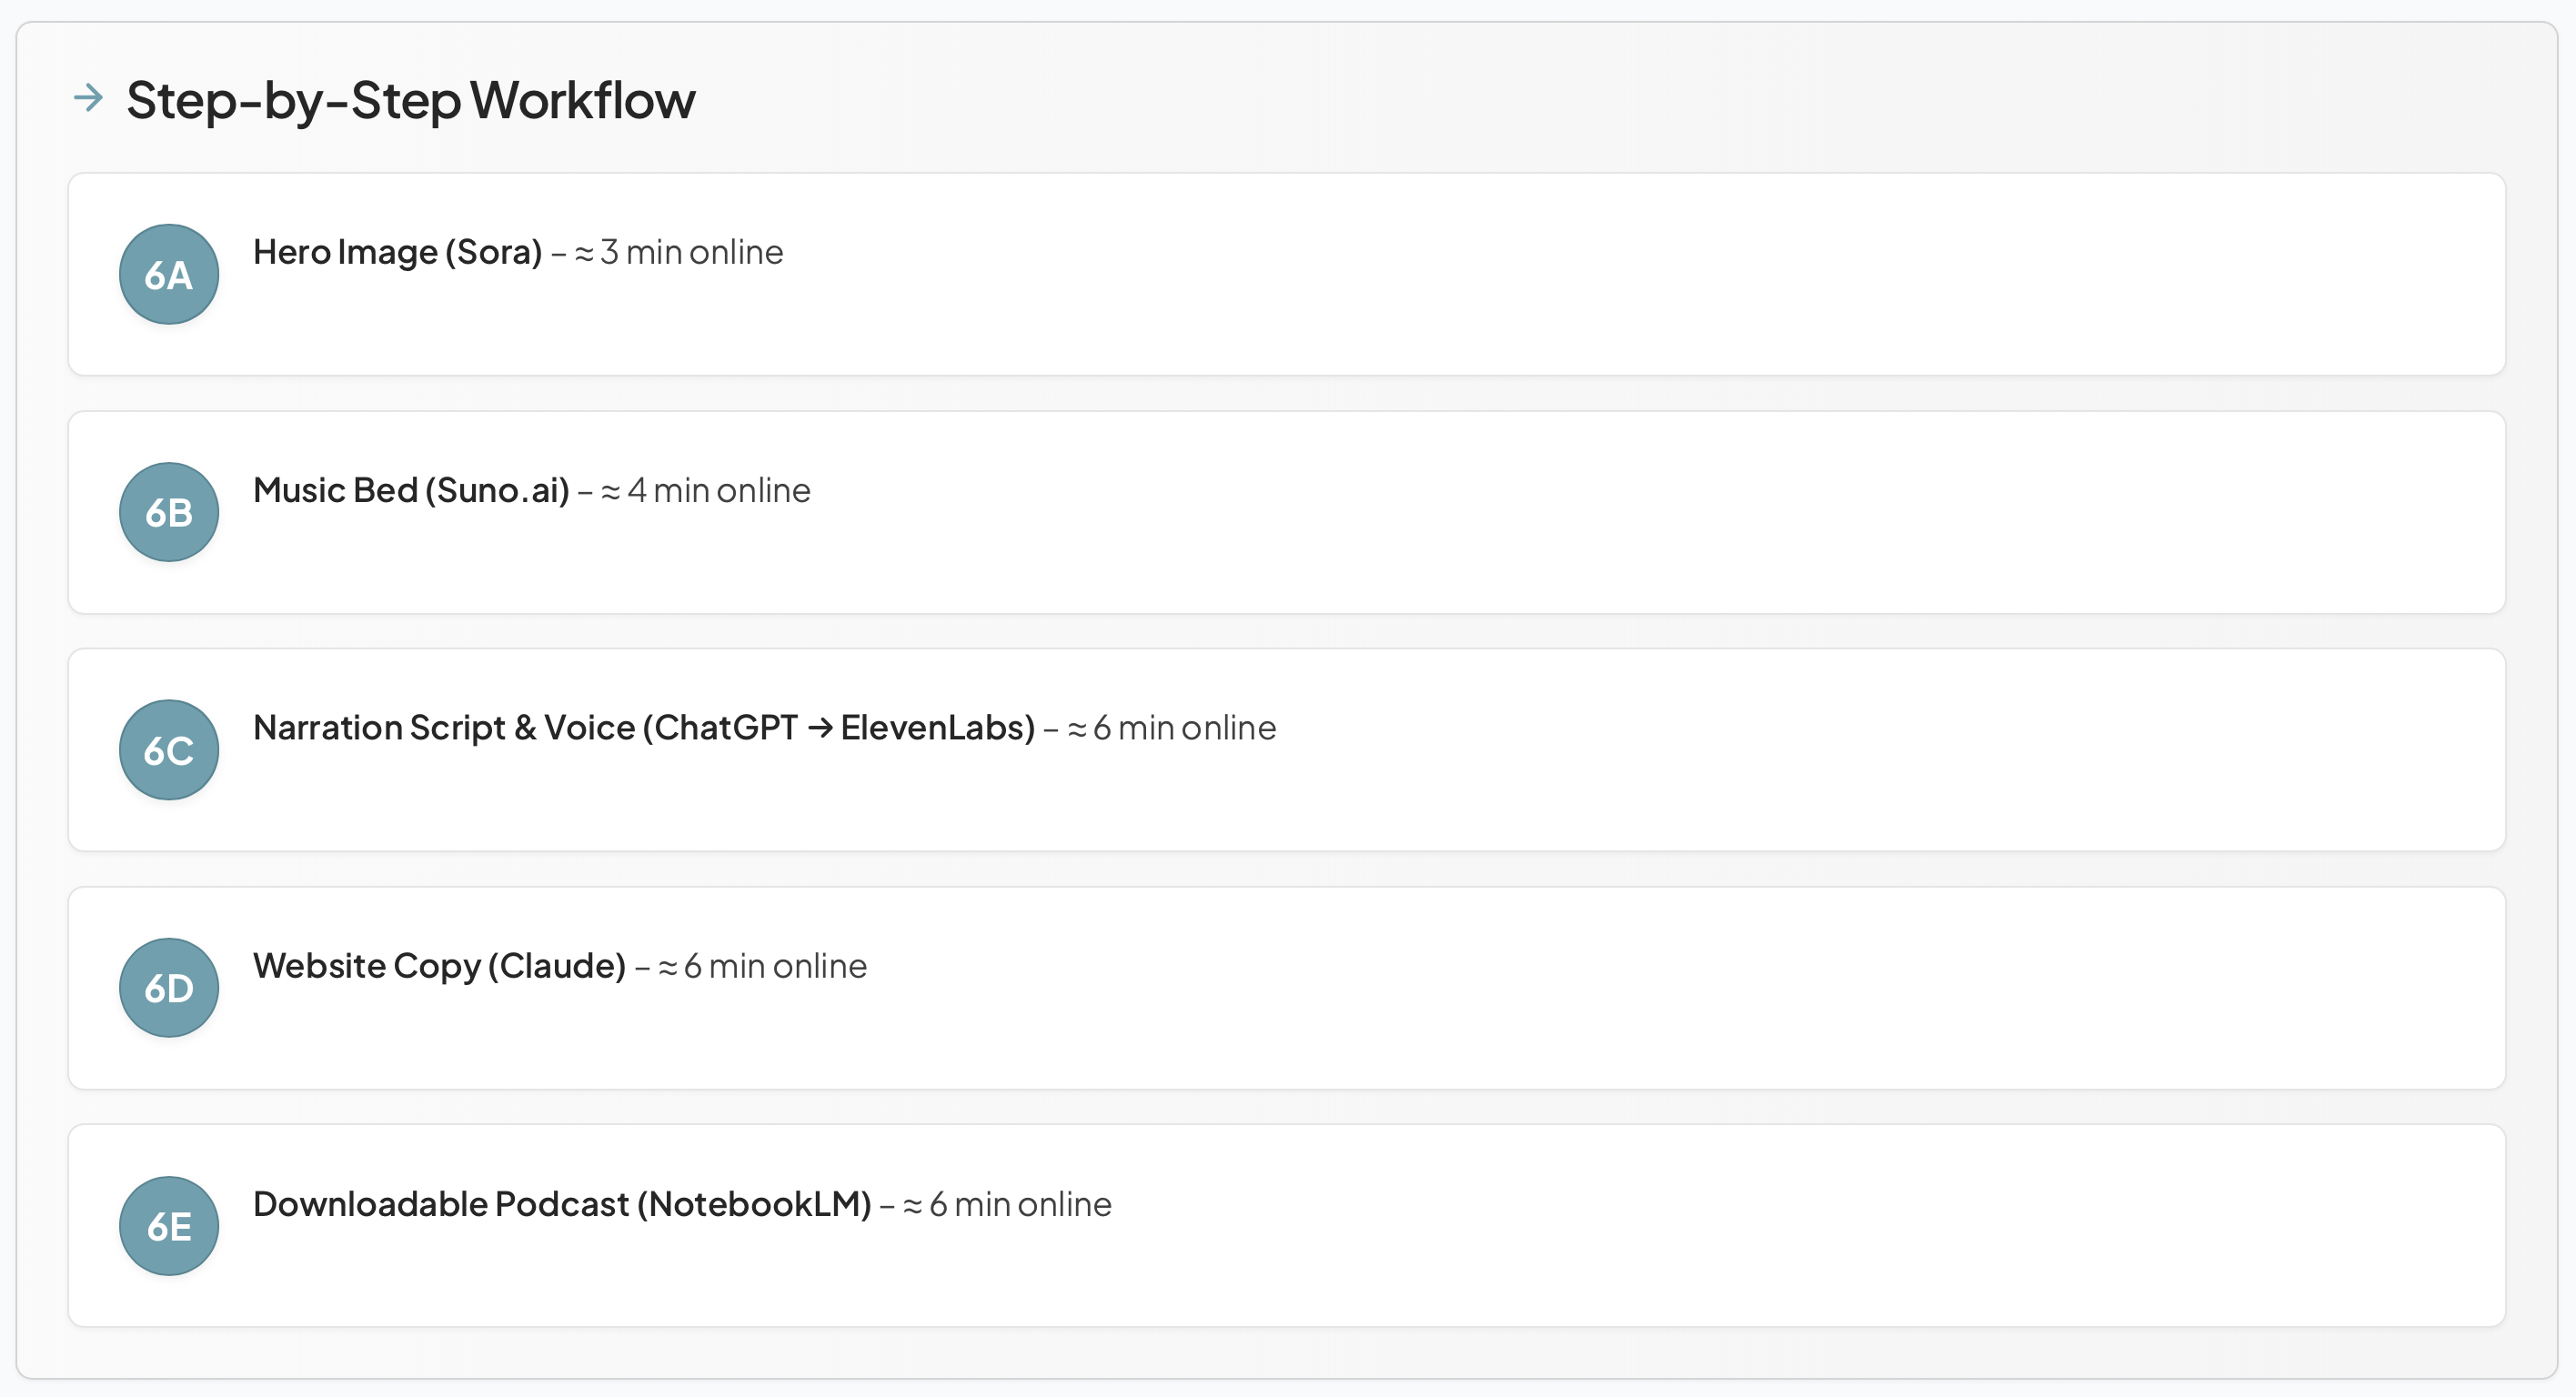 → Step-by-Step Workflow
6A Hero Image (Sora) – ≈ 3 min online
6B Music Bed (Suno.ai) – ≈ 4 min online
6C Narration Script & Voice (ChatGPT → ElevenLabs) – ≈ 6 min online
6D Website Copy (Claude) – ≈ 6 min online
6E Downloadable Podcast (NotebookLM) – ≈ 6 min online